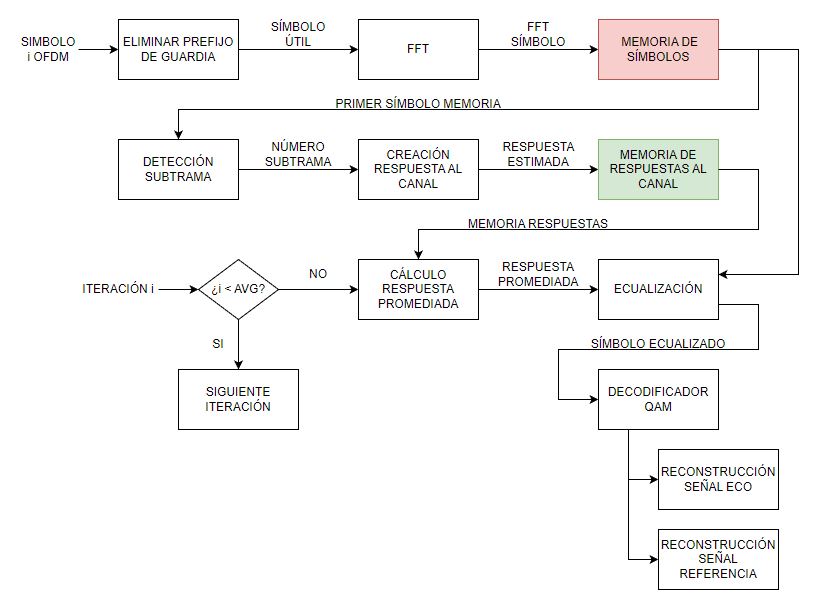 SIMBOLO
i OFDM
ELIMINAR PREFIJO
DE GUARDIA
SÍMBOLO
ÚTIL
FFT
FFT
SÍMBOLO
MEMORIA DE
SÍMBOLOS
PRIMER SÍMBOLO MEMORIA
DETECCIÓN
SUBTRAMA
NÚMERO
SUBTRAMA
CREACIÓN
RESPUESTA AL
CANAL
RESPUESTA
ESTIMADA
MEMORIA DE
RESPUESTAS AL
CANAL
MEMORIA RESPUESTAS
ITERACIÓN i
¿i < AVG?
NO
CÁLCULO
RESPUESTA
PROMEDIADA
RESPUESTA
PROMEDIADA
ECUALIZACIÓN
SI
SÍMBOLO ECUALIZADO
SIGUIENTE
ITERACIÓN
DECODIFICADOR
QAM
RECONSTRUCCIÓN
SEÑAL ECO
RECONSTRUCCIÓN
SEÑAL
REFERENCIA